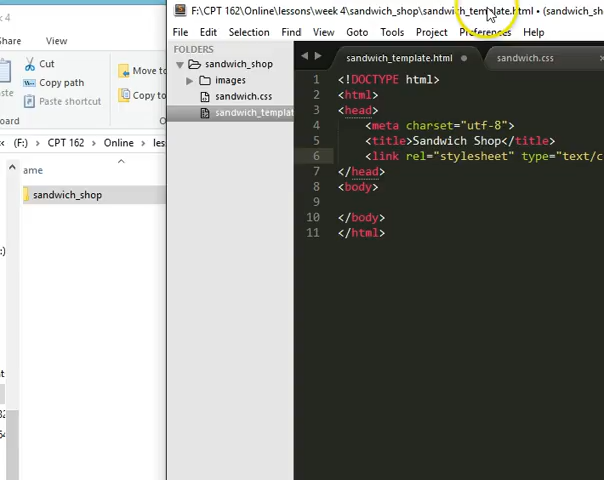 F:\CPT 162\Online\lessons\week 4\sandwich_shop\sandwich_template.html • (sandwich_sho
File Edit Selection Find View Goto Tools Project Preferences Help
4
Share View
Cut
Copy path
Paste shortcut
Move to
Copy to
(F:) > CPT 162 > Online > les
ame
sandwich_shop
FOLDERS
sandwich_shop
images
sandwich.css
sandwich_templat
sandwich_template.html
sandwich.css
1 <!DOCTYPE html>
2 <html>
3 <head>
4 <meta charset="utf-8">
5 <title>Sandwich Shop</title>
6 <link rel="stylesheet" type="text/c
7 </head>
8 <body>
9
10 </body>
11 </html>